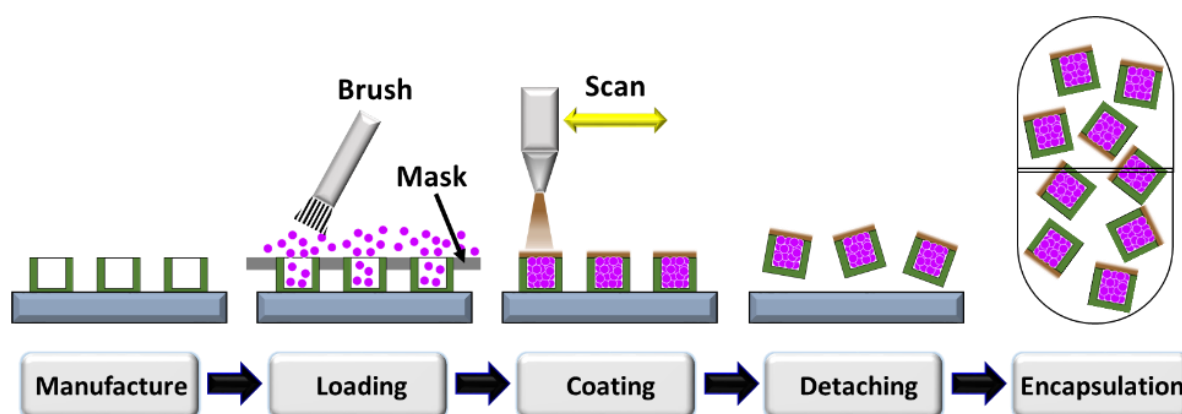 Brush
Scan
Mask
Manufacture
Loading
Coating
Detaching
Encapsulation